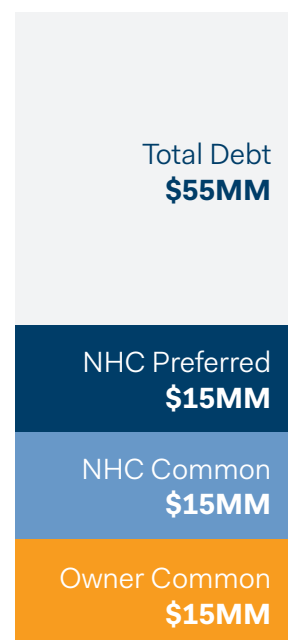 Total Debt
$55MM
NHC Preferred
$15MM
NHC Common
$15MM
Owner Common
$15MM